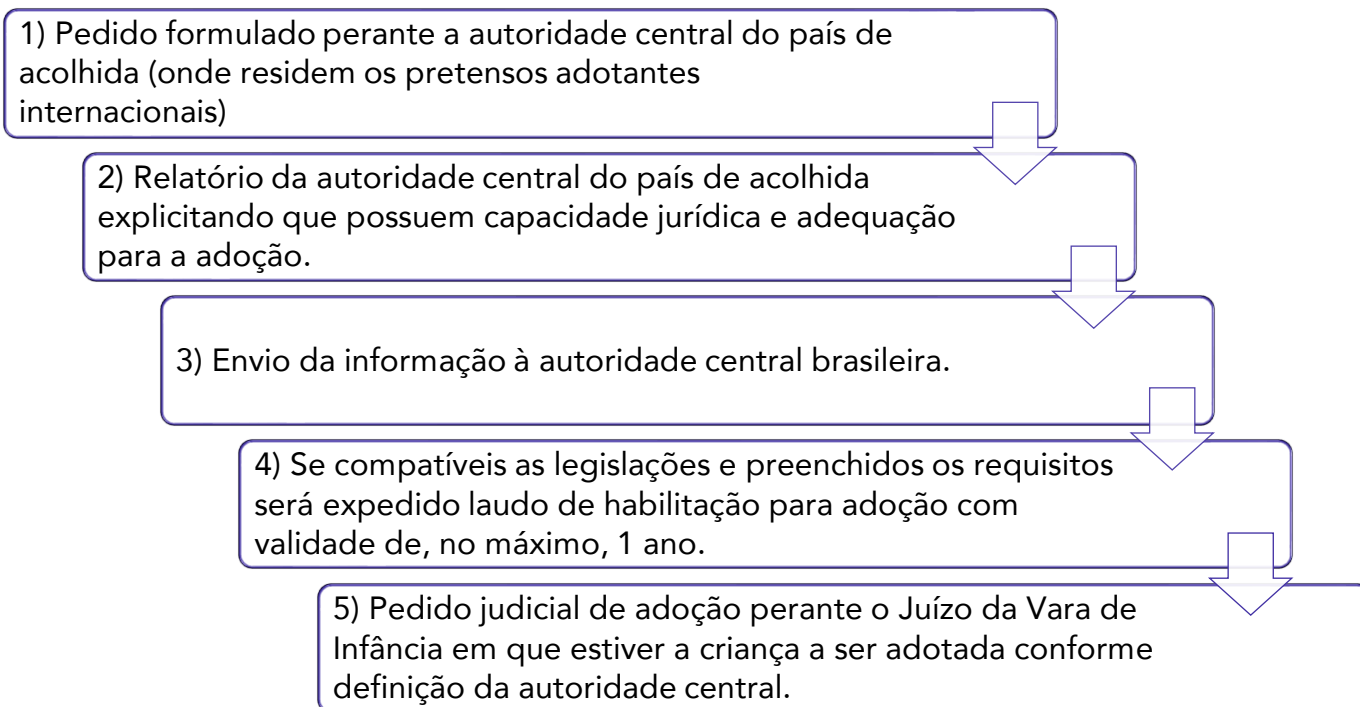 1) Pedido formulado perante a autoridade central do país de
acolhida (onde residem os pretensos adotantes
internacionais)
2) Relatório da autoridade central do país de acolhida
explicitando que possuem capacidade jurídica e adequação
para a adoção.
3) Envio da informação à autoridade central brasileira.
4) Se compatíveis as legislações e preenchidos os requisitos
será expedido laudo de habilitação para adoção com
validade de, no máximo, 1 ano.
5) Pedido judicial de adoção perante o Juízo da Vara de
Infância em que estiver a criança a ser adotada conforme
definição da autoridade central.